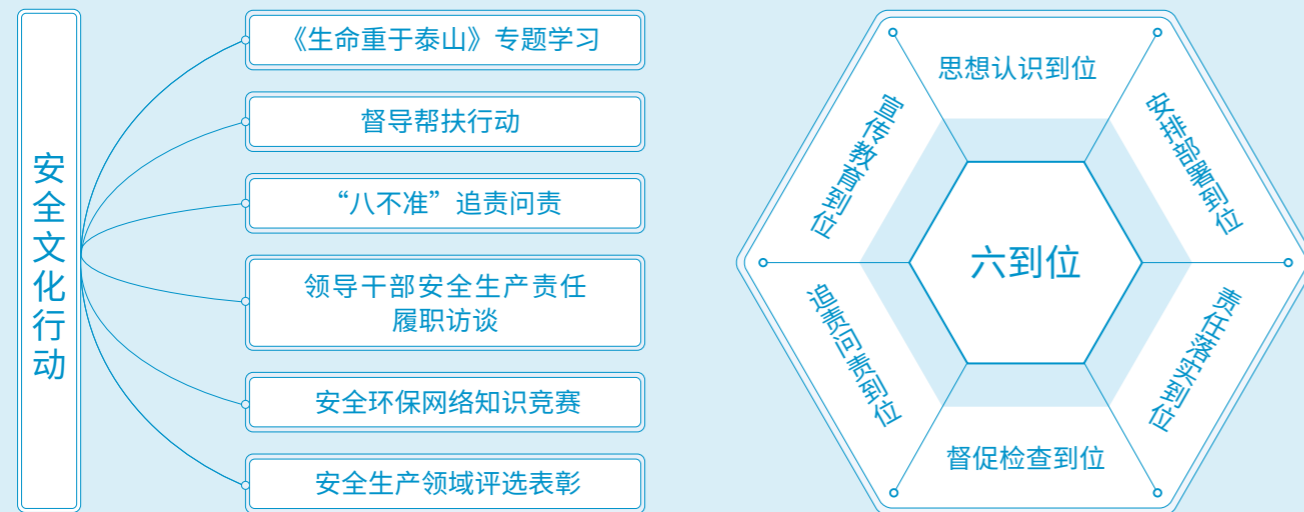 安全文化行动
《生命重于泰山》专题学习
督导帮扶行动
“八不准”追责问责
领导干部安全生产责任
履职访谈
安全环保网络知识竞赛
安全生产领域评选表彰
六到位
思想认识到位
安排部署到位
责任落实到位
督促检查到位
追责问责到位
宣传教育到位